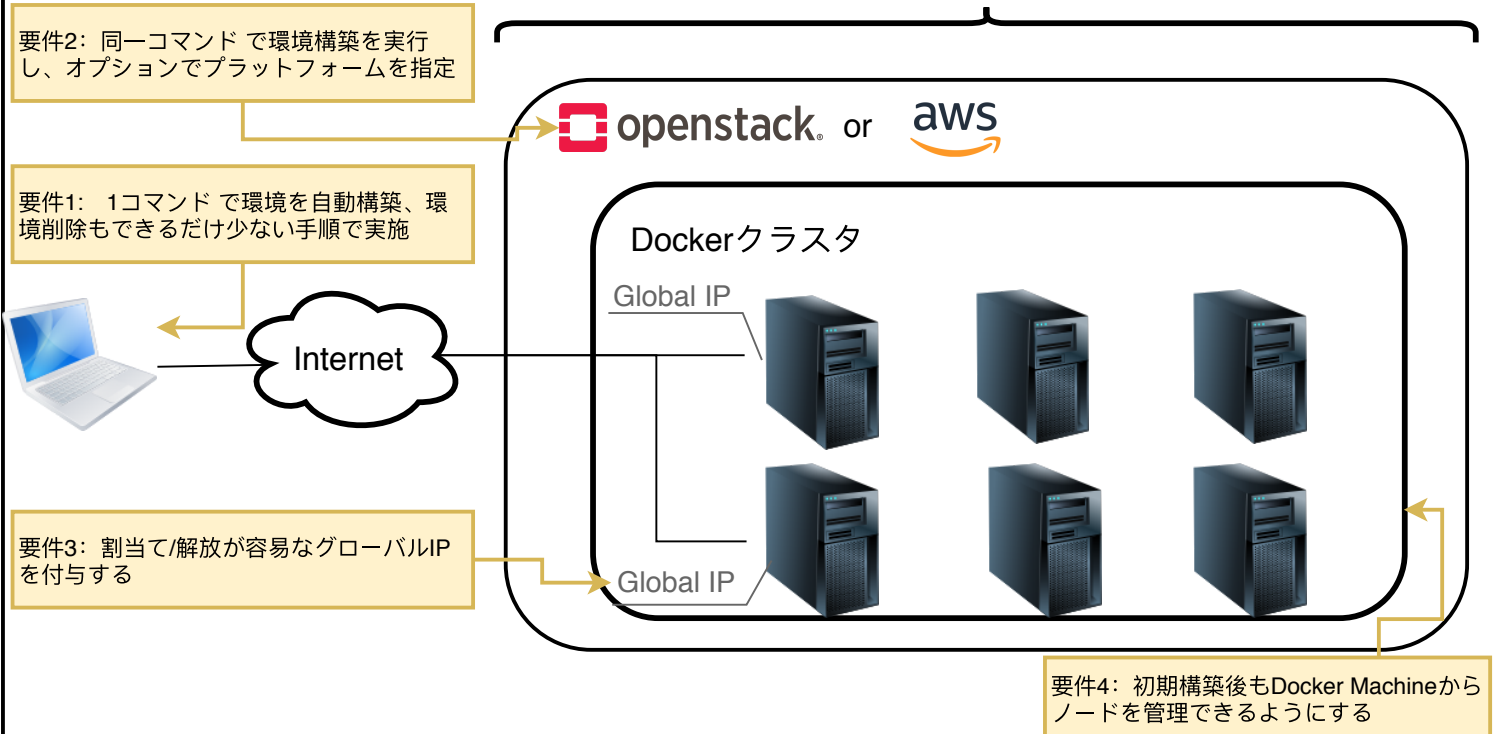 要件2：同一コマンド で環境構築を実行
し、オプションでプラットフォームを指定
openstack. or aws
要件1： 1コマンド で環境を自動構築、環
境削除もできるだけ少ない手順で実施
Dockerクラスタ
Global IP
Internet
要件3：割当て/解放が容易なグローバルIP
を付与する
Global IP
要件4：初期構築後もDocker Machineから
ノードを管理できるようにする